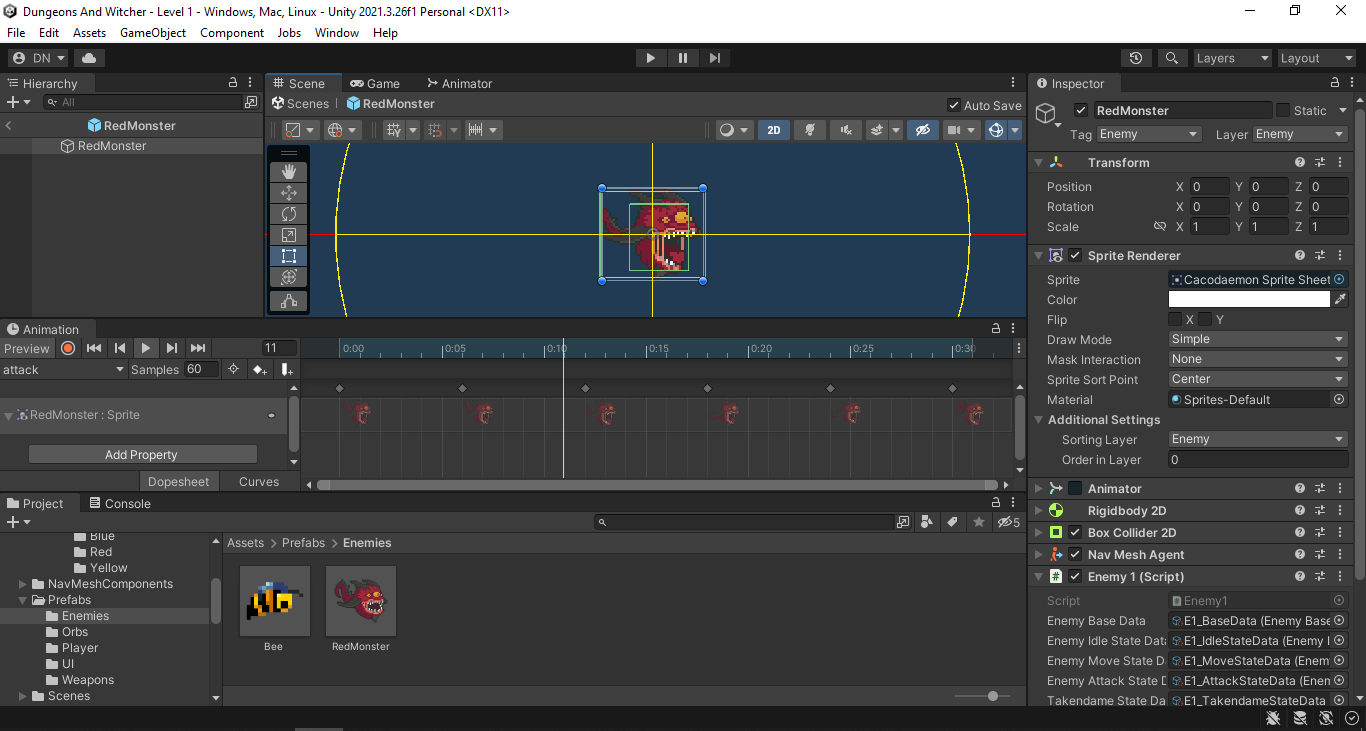 Dungeons And Witcher - Level 1 - Windows, Mac, Linux - Unity 2021.3.26f1 Personal <DX11>
File Edit Assets GameObject Component Jobs Window Help
DN Layers Layout
Hierarchy
All
RedMonster
RedMonster
Scene Game Animator
Scenes RedMonster Auto Save
2D
Inspector
RedMonster Static
Tag Enemy Layer Enemy
Transform
Position X 0 Y 0 Z 0
Rotation X 0 Y 0 Z 0
Scale X 1 Y 1 Z 1
Sprite Renderer
Sprite Cacodaemon Sprite Sheet
Color
Flip X Y
Draw Mode Simple
Mask Interaction None
Sprite Sort Point Center
Material Sprites-Default
Additional Settings
Sorting Layer Enemy
Order in Layer 0
Animator
Rigidbody 2D
Box Collider 2D
Nav Mesh Agent
Enemy 1 (Script)
Script Enemy1
Enemy Base Data E1_BaseData (Enemy Base
Enemy Idle State Data E1_IdleStateData (Enemy I
Enemy Move State D E1_MoveStateData (Enem
Enemy Attack State D E1_AttackStateData (Enem
Takendame State Da E1_TakendameStateData
Animation
Preview 11 0:00 0:05 0:10 0:15 0:20 0:25 0:30
attack Samples 60
RedMonster : Sprite
Add Property
Dopesheet Curves
Project Console
5
Blue
Red
Yellow
NavMeshComponents
Prefabs
Enemies
Orbs
Player
UI
Weapons
Scenes
Assets Prefabs Enemies
Bee RedMonster